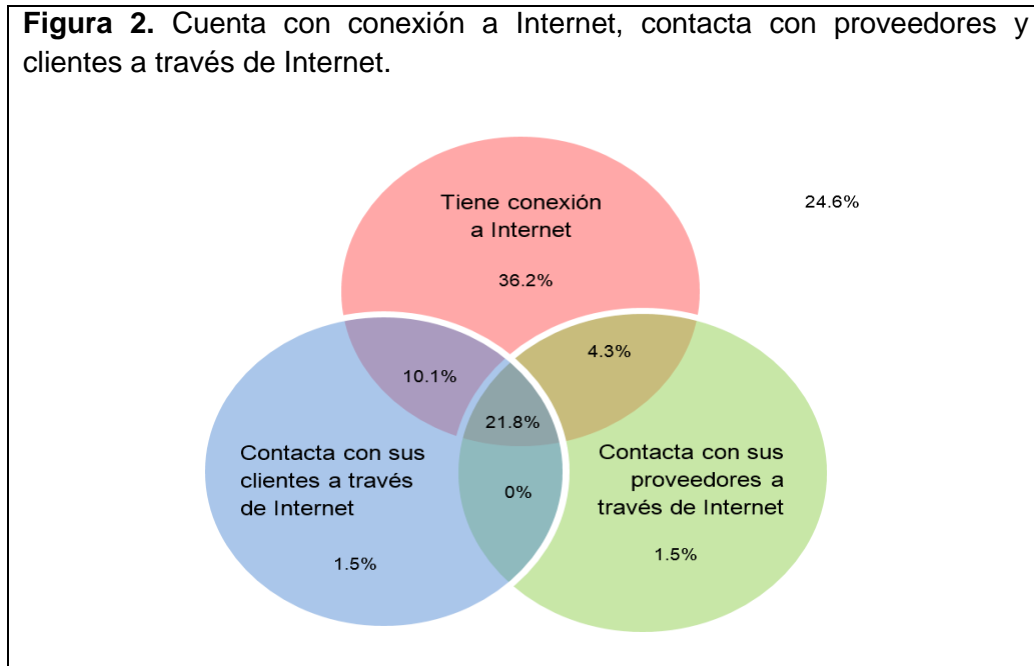 Figura 2. Cuenta con conexión a Internet, contacta con proveedores y
clientes a través de Internet.
Tiene conexión
a Internet
24.6%
36.2%
4.3%
10.1%
21.8%
Contacta con sus
clientes a través
de Internet
Contacta con sus
proveedores a
través de Internet
0%
1.5%
1.5%